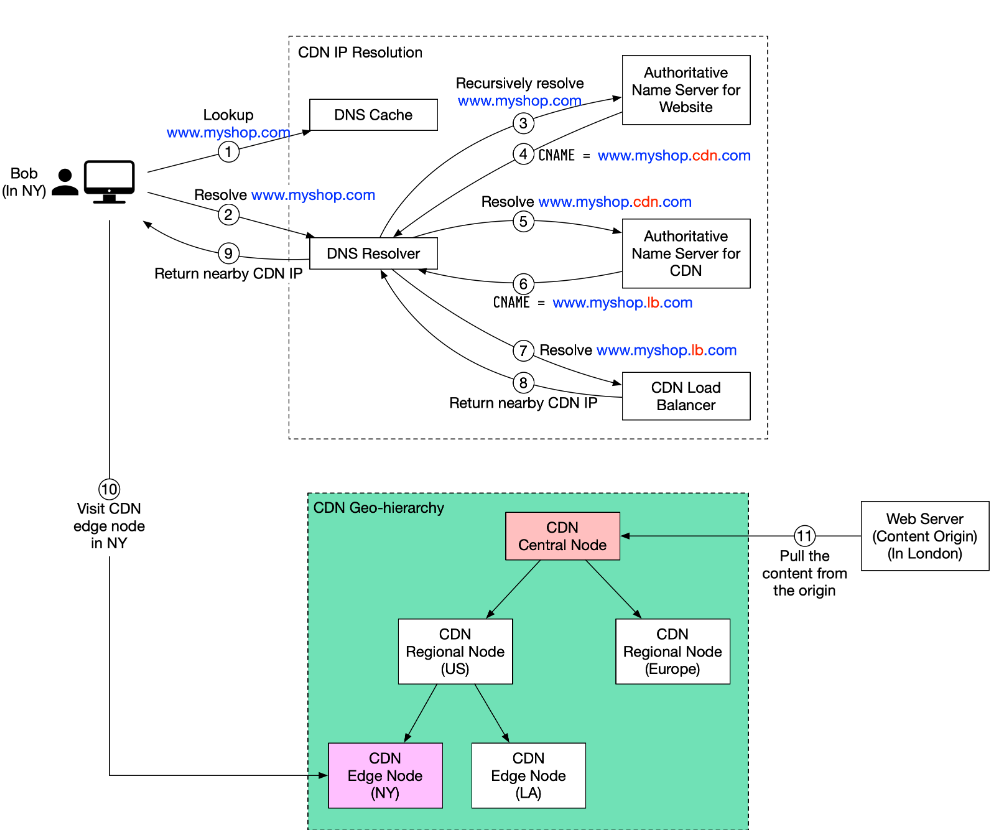 CDN IP Resolution
Lookup
www.myshop.com
1
DNS Cache
Recursively resolve
www.myshop.com
3
Authoritative
Name Server for
Website
4 CNAME = www.myshop.cdn.com
Bob
(In NY)
Resolve www.myshop.com
2
Resolve www.myshop.cdn.com
5
DNS Resolver
Authoritative
Name Server for
CDN
9
Return nearby CDN IP
6
CNAME = www.myshop.lb.com
7 Resolve www.myshop.lb.com
8
Return nearby CDN IP
CDN Load
Balancer
10
Visit CDN
edge node
in NY
CDN Geo-hierarchy
CDN
Central Node
11
Pull the
content from
the origin
Web Server
(Content Origin)
(In London)
CDN
Regional Node
(US)
CDN
Regional Node
(Europe)
CDN
Edge Node
(NY)
CDN
Edge Node
(LA)